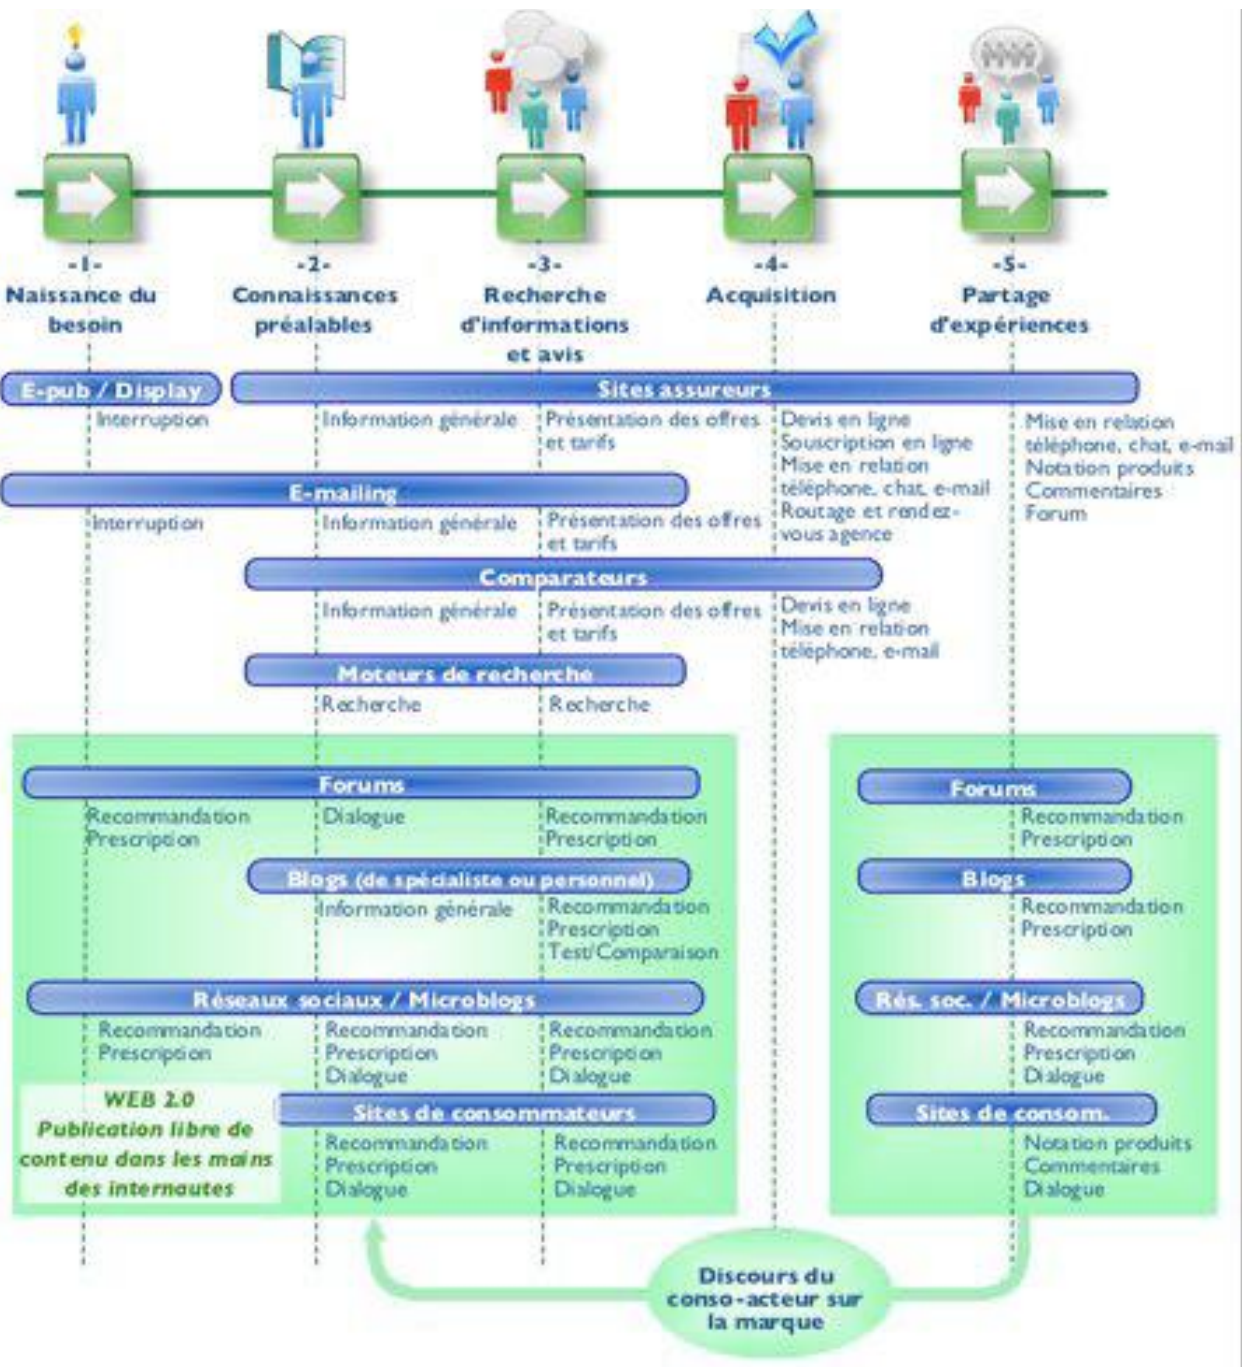 -1-
Naissance du
besoin
-2-
Connaissances
préalables
-3-
Recherche
d'informations
et avis
-4-
Acquisition
-5-
Partage
d'expériences
E-pub / Display
Interruption
Sites assureurs
Information générale
Présentation des offres
et tarifs
Devis en ligne
Souscription en ligne
Mise en relation
téléphone, chat, e-mail
Routage et rendez-
vous agence
Mise en relation
téléphone, chat, e-mail
Notation produits
Commentaires
Forum
E-mailing
Interruption
Information générale
Présentation des offres
et tarifs
Comparateurs
Information générale
Présentation des offres
et tarifs
Devis en ligne
Mise en relation
téléphone, e-mail
Moteurs de recherche
Recherche
Recherche
Forums
Recommandation
Prescription
Dialogue
Recommandation
Prescription
Blogs (de spécialiste ou personnel)
Information générale
Recommandation
Prescription
Test/Comparaison
Réseaux sociaux / Microblogs
Recommandation
Prescription
Recommandation
Prescription
Dialogue
Recommandation
Prescription
Dialogue
WEB 2.0
Publication libre de
contenu dans les mains
des internautes
Sites de consommateurs
Recommandation
Prescription
Dialogue
Recommandation
Prescription
Dialogue
Forums
Recommandation
Prescription
Blogs
Recommandation
Prescription
Rés. soc. / Microblogs
Recommandation
Prescription
Dialogue
Sites de consom.
Notation produits
Commentaires
Dialogue
Discours du
conso-acteur sur
la marque